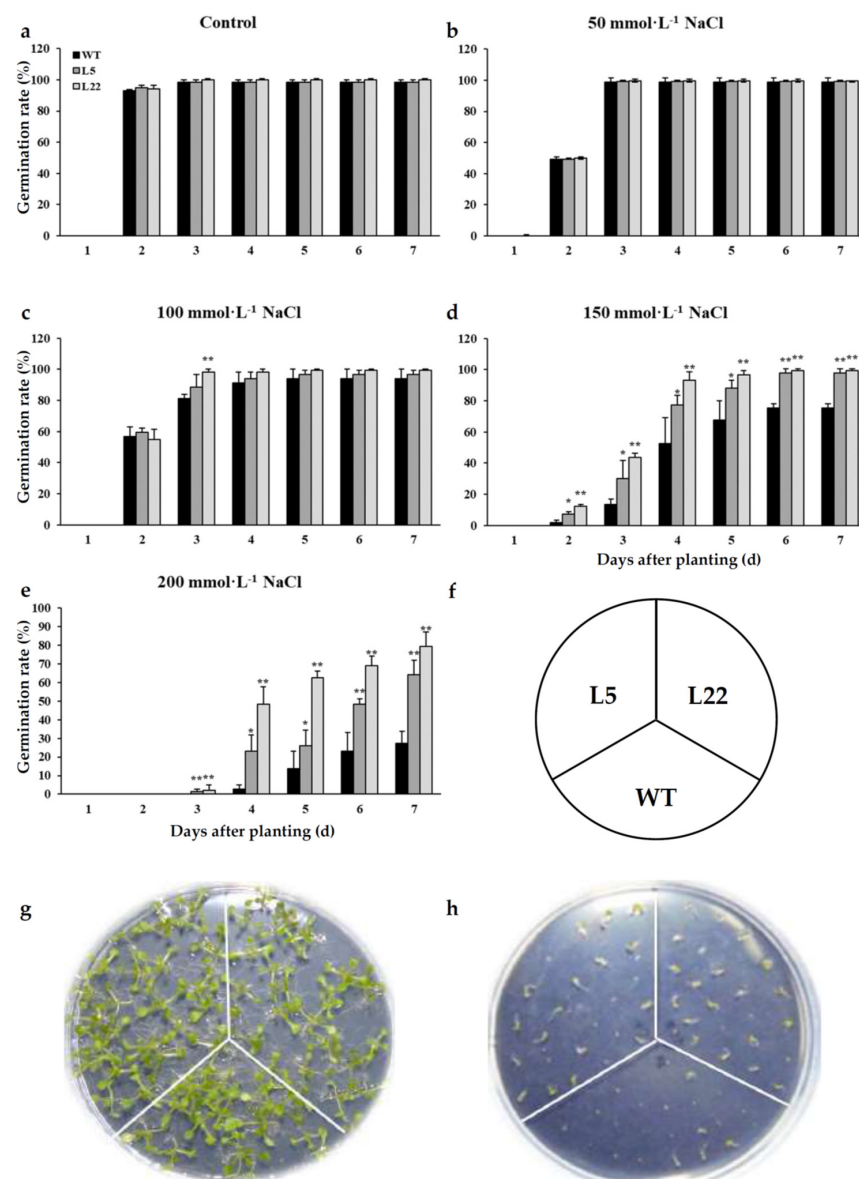 a
Control
120
100
80
60
40
20
0
Germination rate (%)
WT
L5
L22
1 2 3 4 5 6 7
b
50 mmol·L-1 NaCl
120
100
80
60
40
20
0
1 2 3 4 5 6 7
c
100 mmol·L-1 NaCl
120
100
80
60
40
20
0
Germination rate (%)
**
1 2 3 4 5 6 7
d
150 mmol·L-1 NaCl
120
100
80
60
40
20
0
* ** * ** * ** * ** ** ** ** **
1 2 3 4 5 6 7
Days after planting (d)
e
200 mmol·L-1 NaCl
100
90
80
70
60
50
40
30
20
10
0
Germination rate (%)
** ** * ** * ** ** ** ** **
1 2 3 4 5 6 7
Days after planting (d)
f
L5
L22
WT
g
h